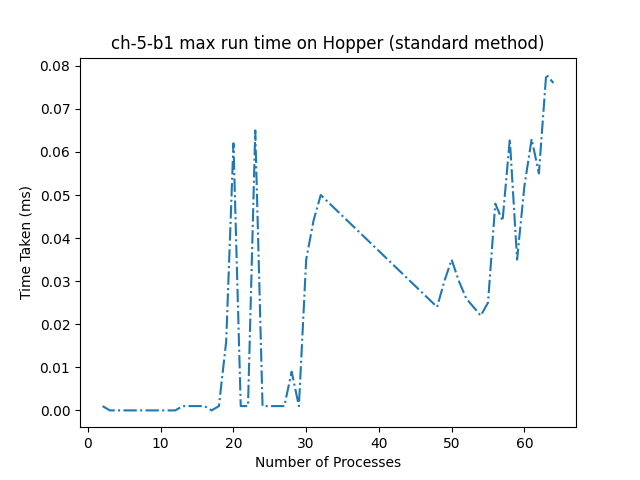 ch-5-b1 max run time on Hopper (standard method)
Time Taken (ms)
0.08
0.07
0.06
0.05
0.04
0.03
0.02
0.01
0.00
0 10 20 30 40 50 60
Number of Processes